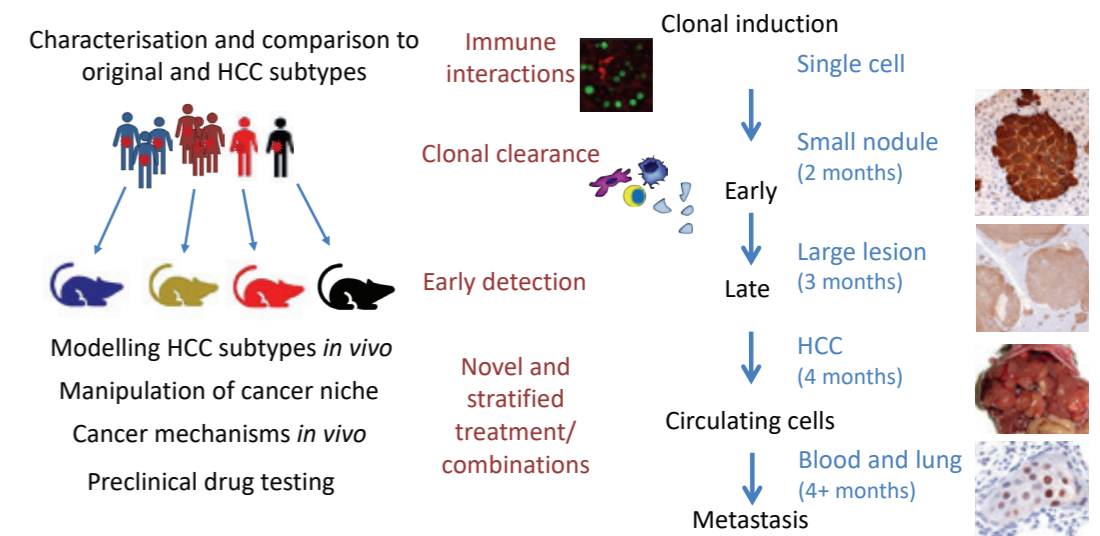 Characterisation and comparison to
original and HCC subtypes
Modelling HCC subtypes in vivo
Manipulation of cancer niche
Cancer mechanisms in vivo
Preclinical drug testing
Immune
interactions
Clonal clearance
Early detection
Novel and
stratified
treatment/
combinations
Clonal induction
Single cell
Small nodule
(2 months)
Early
Large lesion
(3 months)
Late
HCC
(4 months)
Circulating cells
Blood and lung
(4+ months)
Metastasis